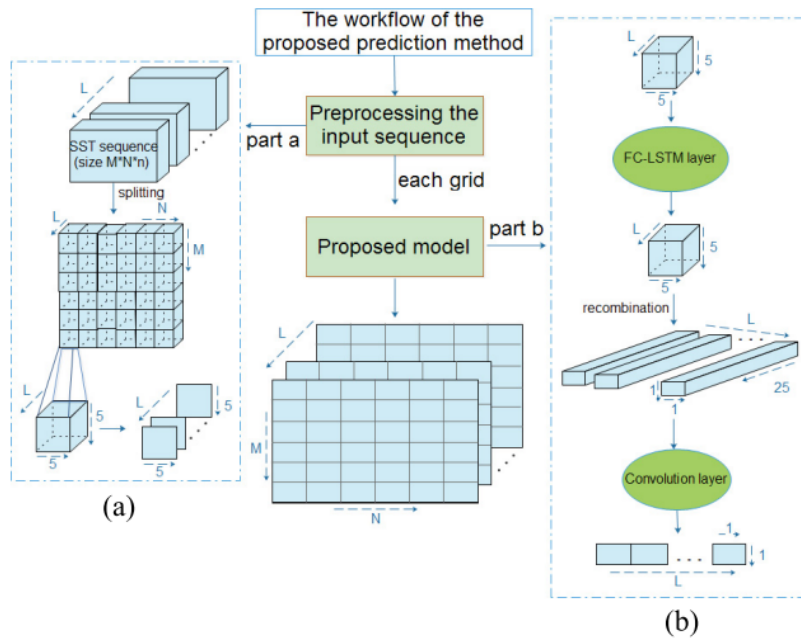 The workflow of the
proposed prediction method
Preprocessing the
input sequence
part a
each grid
Proposed model
part b
L
M
N
L
SST sequence
(size M*N*n)
splitting
L
N
M
L
5
5
L
5
5
(a)
L
5
5
FC-LSTM layer
L
5
5
recombination
L
1
1
25
Convolution layer
1
1
L
(b)